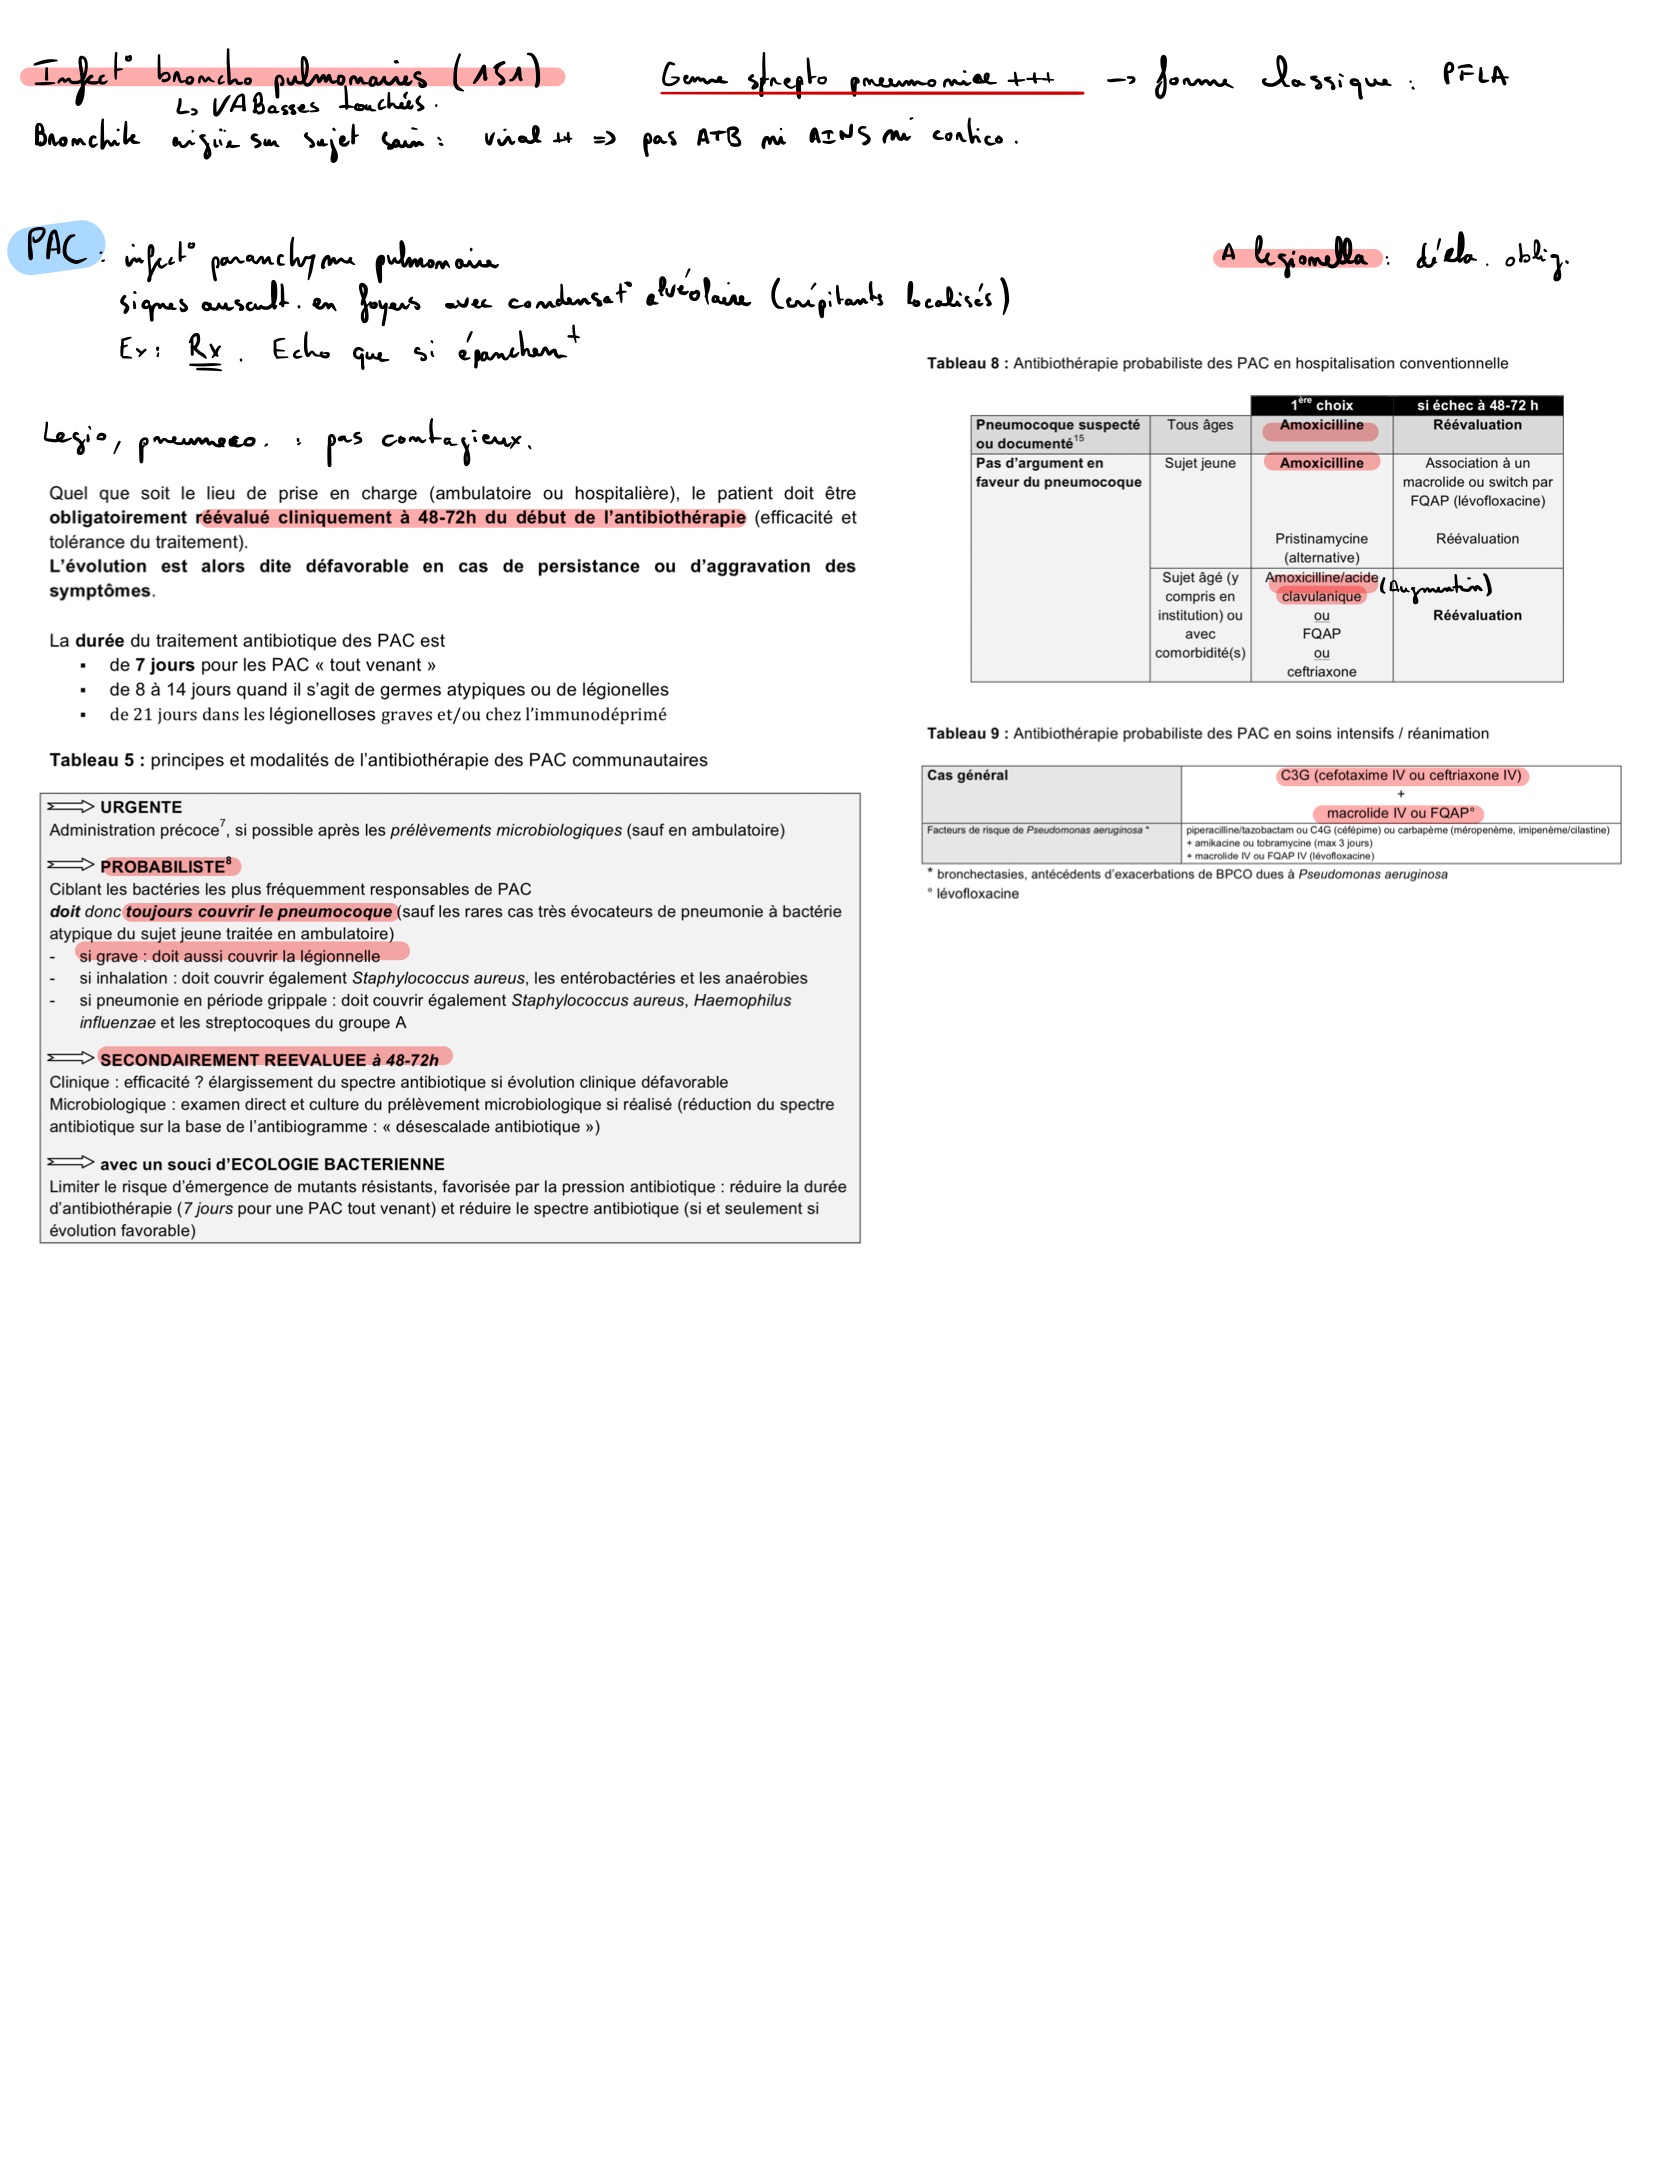 Infect° broncho pulmonaires (151)
↳ VABasses touchées.
Germe strepto pneumoniae +++ → forme classique : PFLA
Bronchite aigüe sur sujet sain : viral ++ => pas ATB ni AINS ni cortico.
PAC : infect° paranchyme pulmonaire
signes auscult. en foyers avec condensat° alvéolaire (crépitants localisés)
Ex : Rx. Echo que si épanchem^t
A legionella : décla. oblig.
Legio, pneumoco. : pas contagieux.
Quel que soit le lieu de prise en charge (ambulatoire ou hospitalière), le patient doit être
obligatoirement réévalué cliniquement à 48-72h du début de l'antibiothérapie (efficacité et
tolérance du traitement).
L'évolution est alors dite défavorable en cas de persistance ou d'aggravation des
symptômes.
La durée du traitement antibiotique des PAC est
▪ de 7 jours pour les PAC « tout venant »
▪ de 8 à 14 jours quand il s'agit de germes atypiques ou de légionelles
▪ de 21 jours dans les légionelloses graves et/ou chez l'immunodéprimé
Tableau 5 : principes et modalités de l'antibiothérapie des PAC communautaires
URGENTE
Administration précoce7, si possible après les prélèvements microbiologiques (sauf en ambulatoire)
PROBABILISTE8
Ciblant les bactéries les plus fréquemment responsables de PAC
doit donc toujours couvrir le pneumocoque (sauf les rares cas très évocateurs de pneumonie à bactérie
atypique du sujet jeune traitée en ambulatoire)
- si grave : doit aussi couvrir la légionnelle
- si inhalation : doit couvrir également Staphylococcus aureus, les entérobactéries et les anaérobies
- si pneumonie en période grippale : doit couvrir également Staphylococcus aureus, Haemophilus
influenzae et les streptocoques du groupe A
SECONDAIREMENT REEVALUEE à 48-72h
Clinique : efficacité ? élargissement du spectre antibiotique si évolution clinique défavorable
Microbiologique : examen direct et culture du prélèvement microbiologique si réalisé (réduction du spectre
antibiotique sur la base de l'antibiogramme : « désescalade antibiotique »)
avec un souci d'ECOLOGIE BACTERIENNE
Limiter le risque d'émergence de mutants résistants, favorisée par la pression antibiotique : réduire la durée
d'antibiothérapie (7 jours pour une PAC tout venant) et réduire le spectre antibiotique (si et seulement si
évolution favorable)
Tableau 8 : Antibiothérapie probabiliste des PAC en hospitalisation conventionnelle
1ère choix si échec à 48-72 h
Pneumocoque suspecté Tous âges Amoxicilline Réévaluation
ou documenté15
Pas d'argument en Sujet jeune Amoxicilline Association à un
faveur du pneumocoque macrolide ou switch par
FQAP (lévofloxacine)
Pristinamycine Réévaluation
(alternative)
Sujet âgé (y Amoxicilline/acide (Augmentin)
compris en clavulanique
institution) ou ou Réévaluation
avec FQAP
comorbidité(s) ou
ceftriaxone
Tableau 9 : Antibiothérapie probabiliste des PAC en soins intensifs / réanimation
Cas général C3G (cefotaxime IV ou ceftriaxone IV)
+
macrolide IV ou FQAP°
Facteurs de risque de Pseudomonas aeruginosa * piperacilline/tazobactam ou C4G (céfépime) ou carbapème (méropenème, imipenème/cilastine)
+ amikacine ou tobramycine (max 3 jours)
+ macrolide IV ou FQAP IV (lévofloxacine)
* bronchectasies, antécédents d'exacerbations de BPCO dues à Pseudomonas aeruginosa
° lévofloxacine